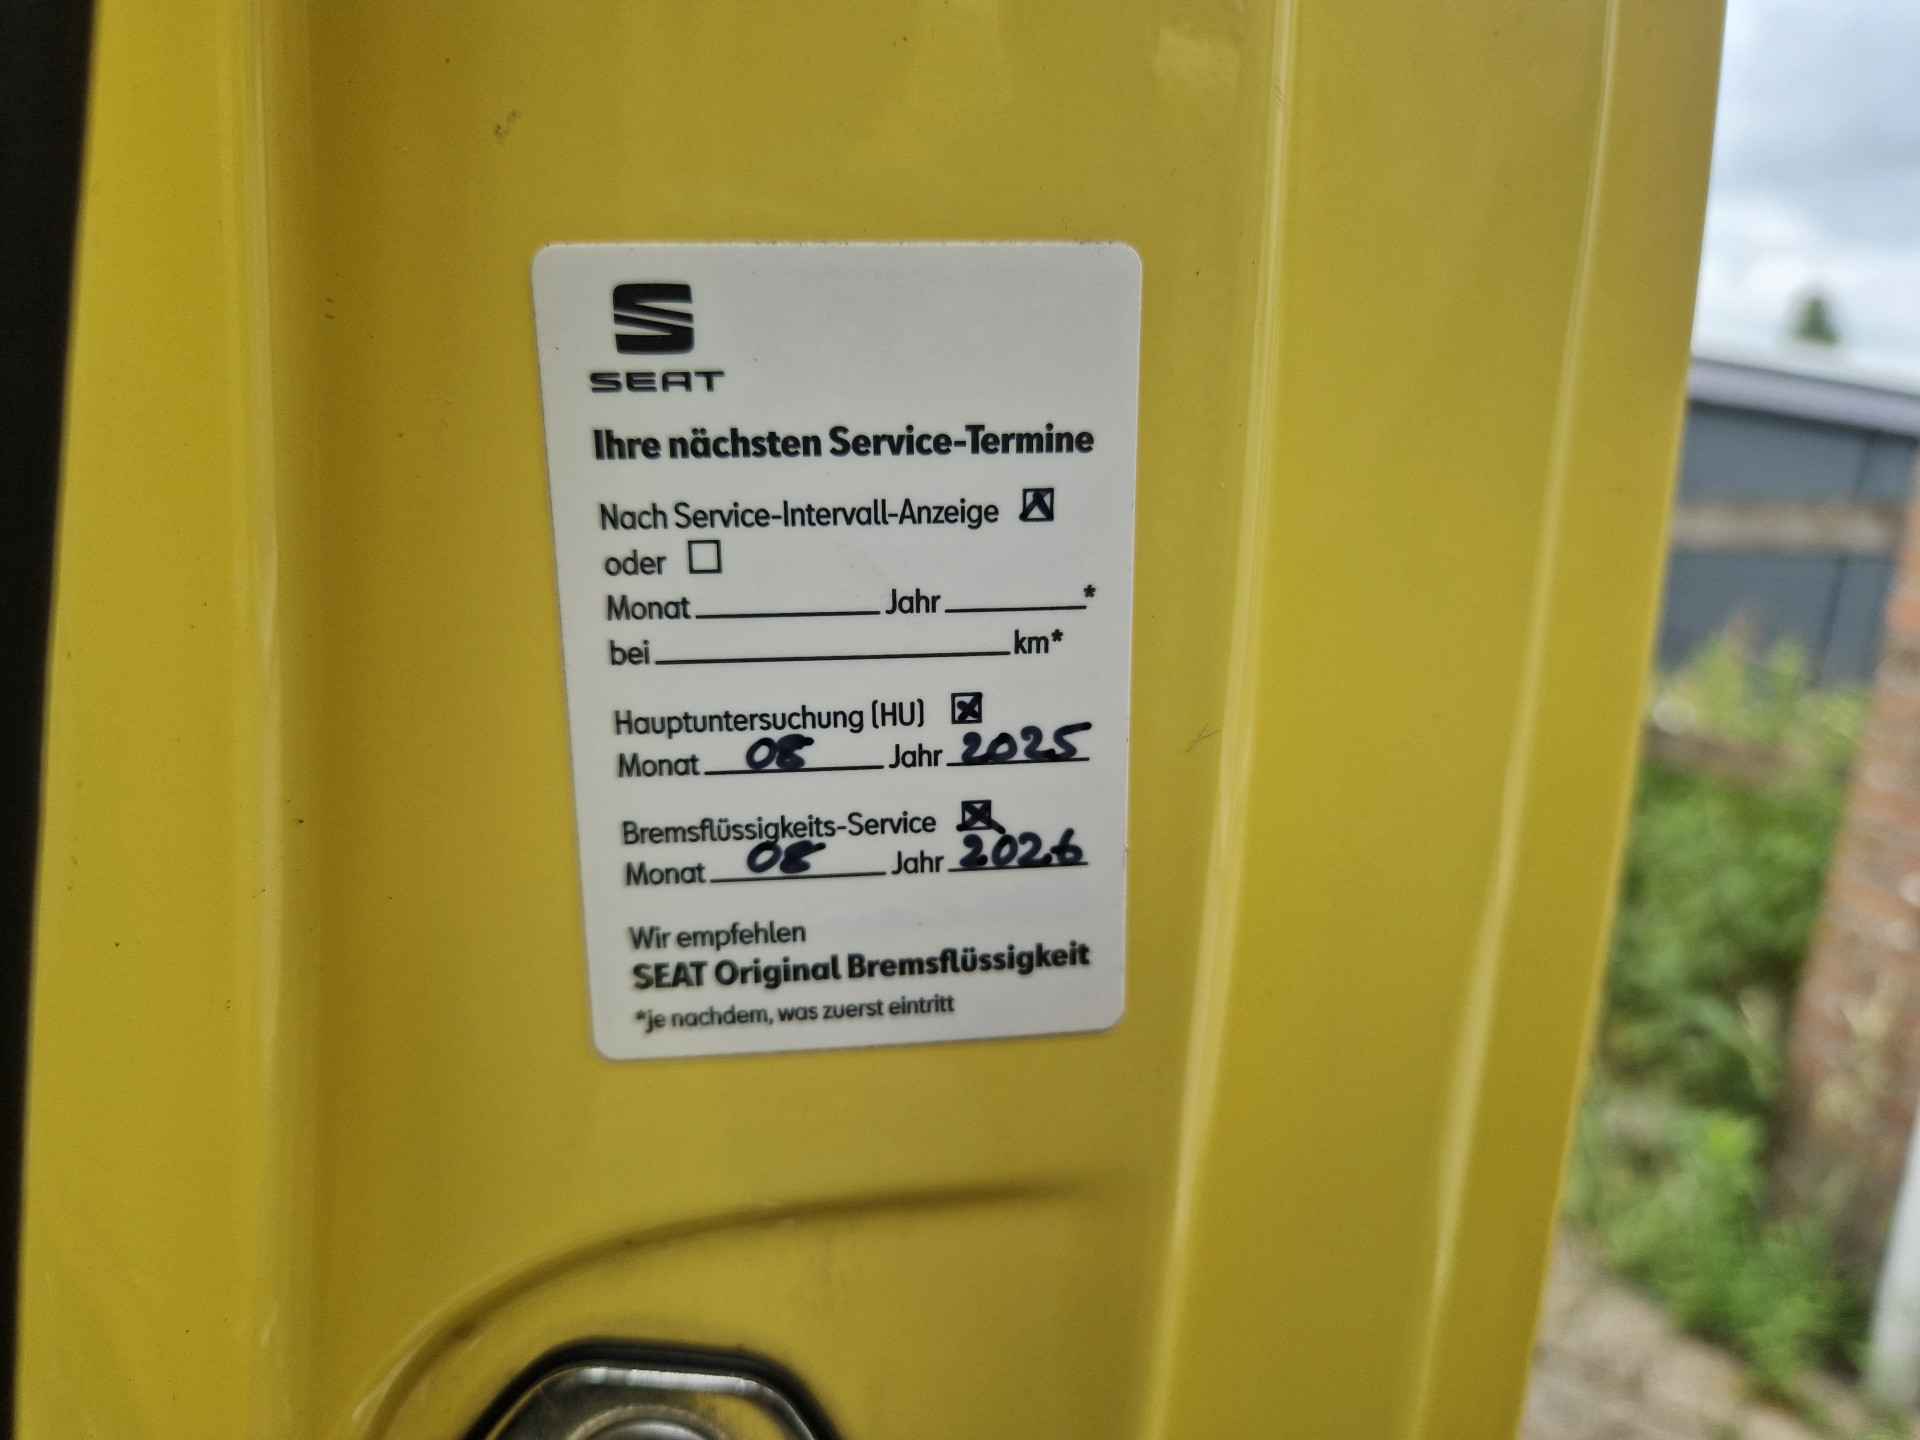 SEAT
Ihre nächsten Service-Termine
Nach Service-Intervall-Anzeige
oder
Monat Jahr *
bei km*
Hauptuntersuchung (HU)
Monat 08 Jahr 2025
Bremsflüssigkeits-Service
Monat 08 Jahr 2026
Wir empfehlen
SEAT Original Bremsflüssigkeit
*je nachdem, was zuerst eintritt